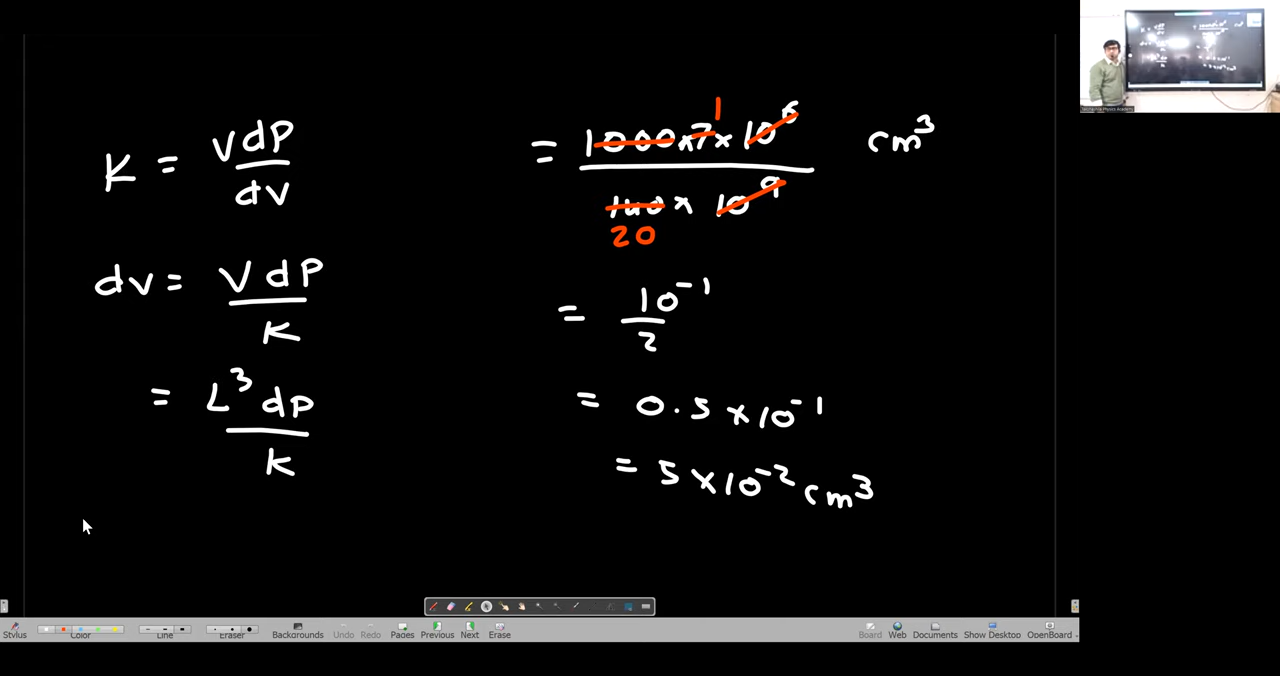 K = VdP/dV
dV = VdP/K
= L³dP/K
= 1000×7×10⁶/140×10⁹ cm³
1
20
= 10⁻¹/2
= 0.5×10⁻¹
= 5×10⁻² cm³
Stylus Color Line Eraser Backgrounds Undo Redo Pages Previous Next Erase Board Web Documents Show Desktop OpenBoard